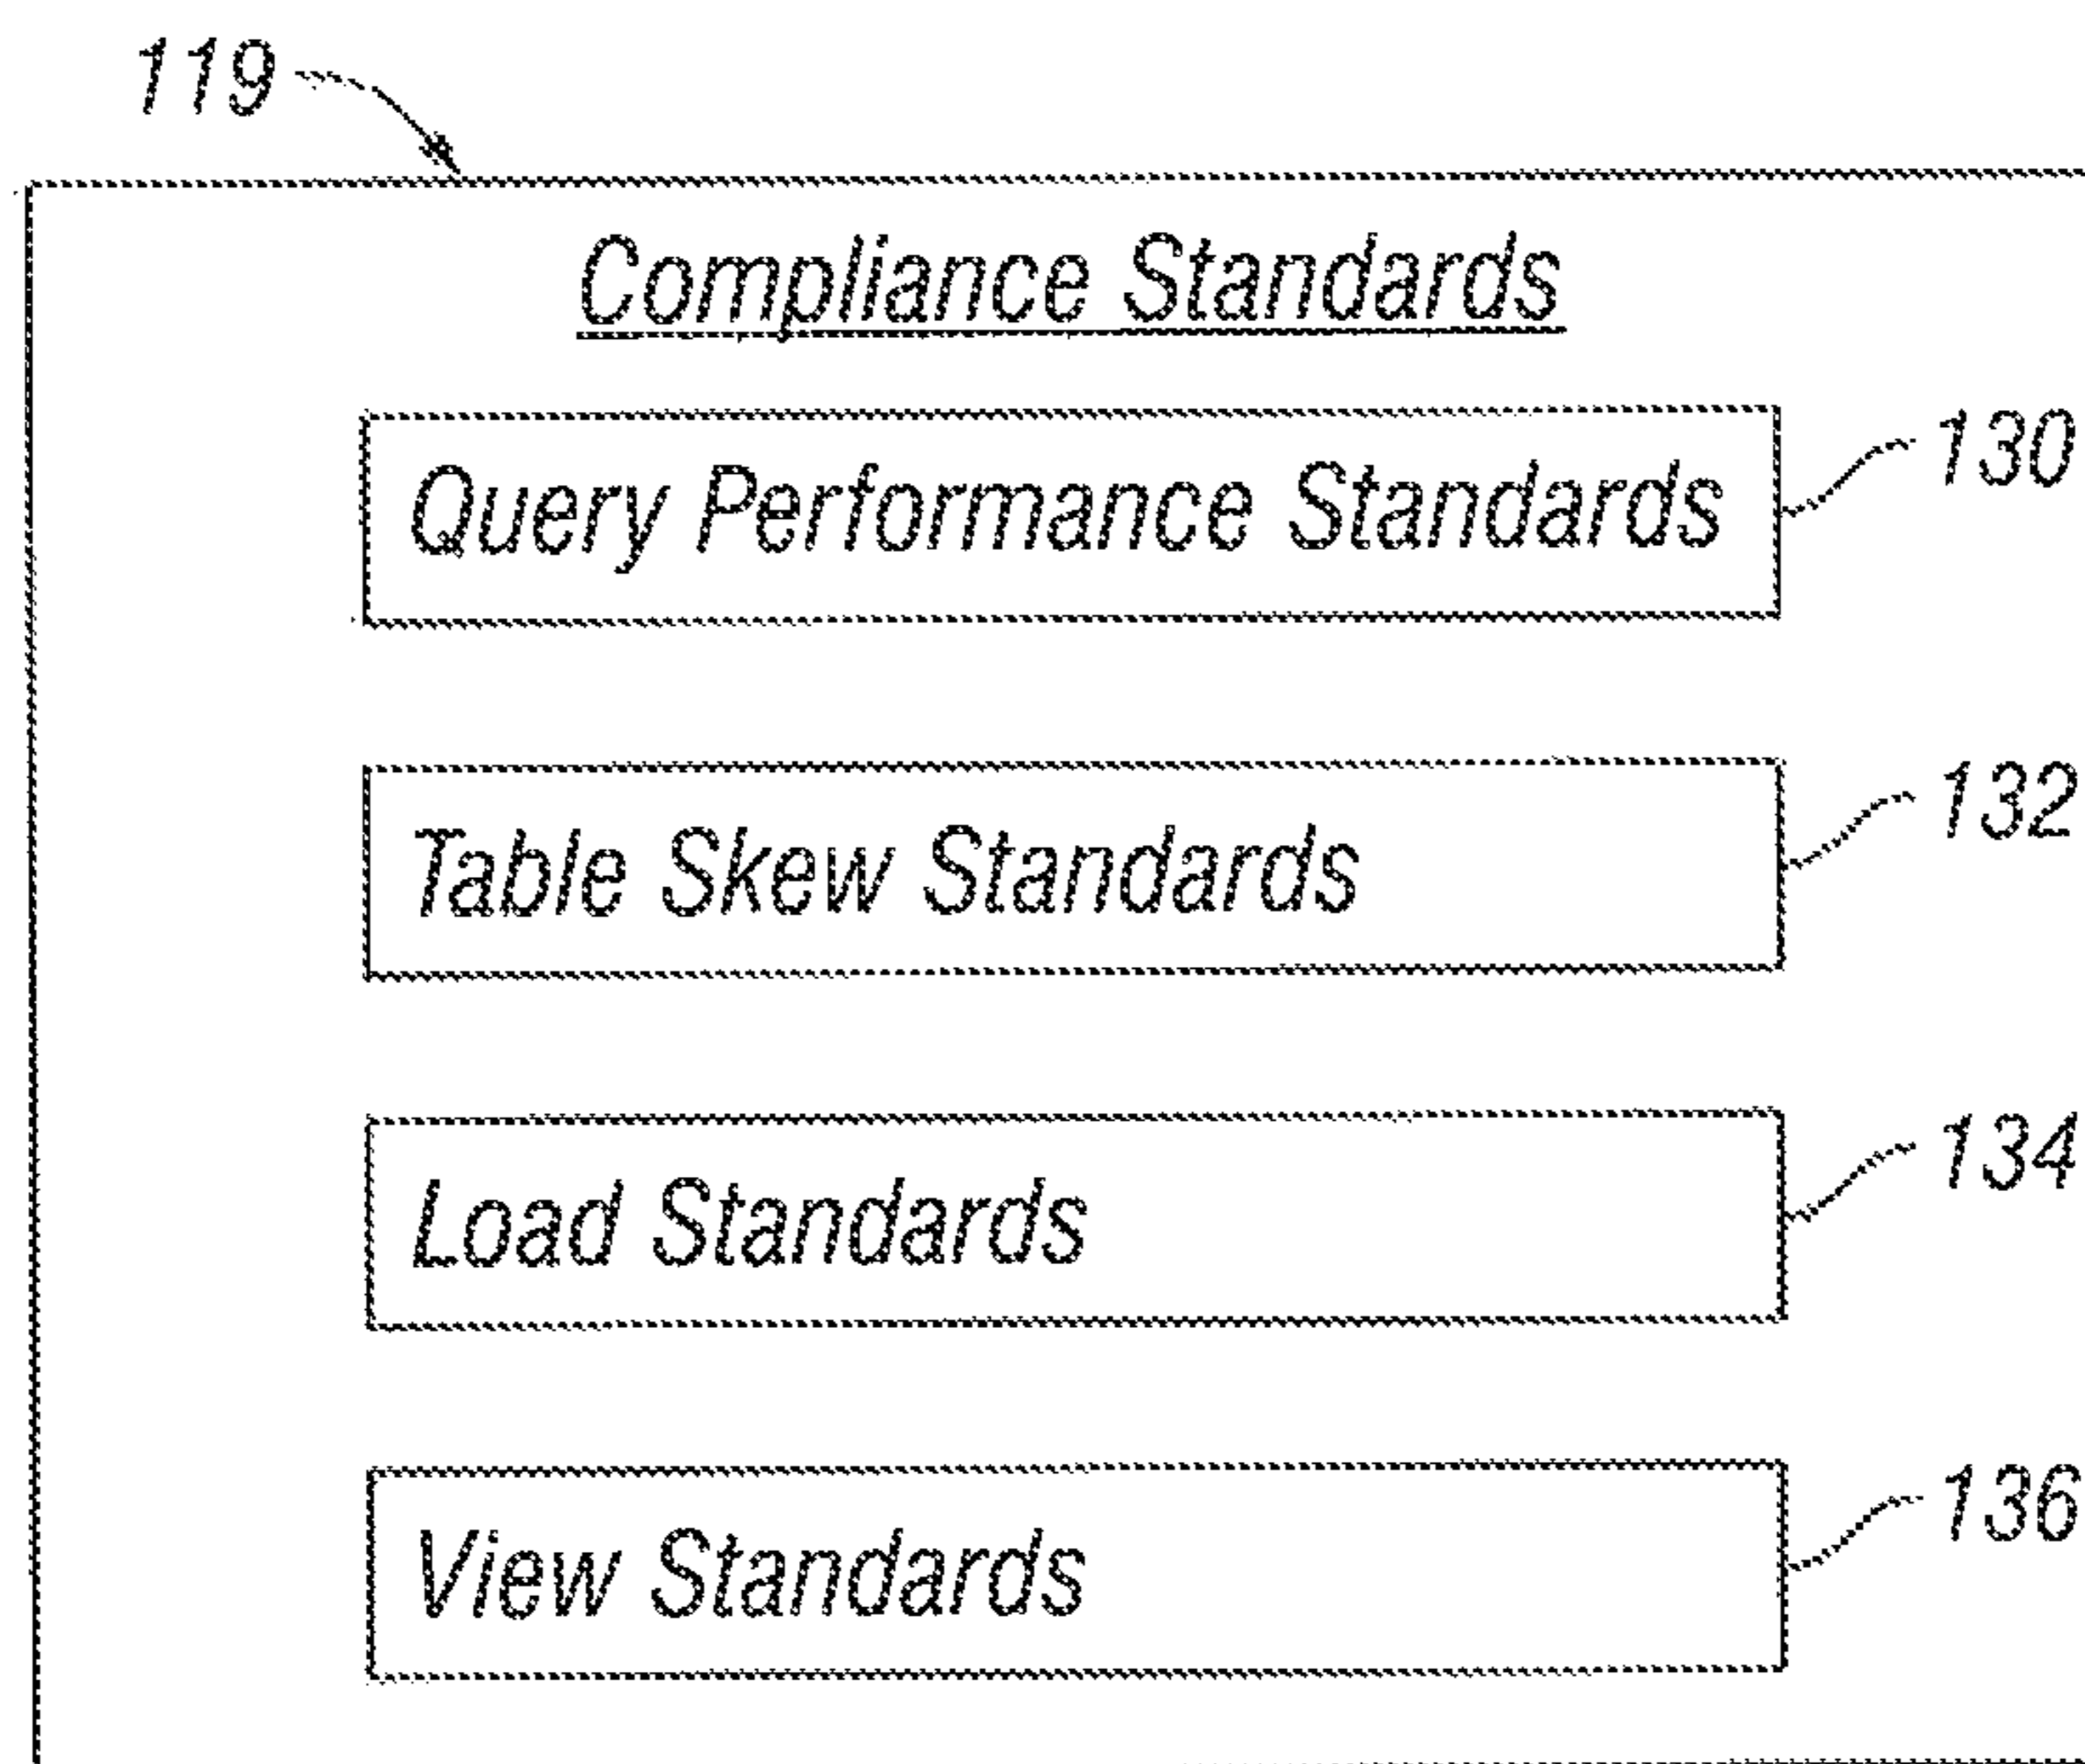 119
Compliance Standards
Query Performance Standards 130
Table Skew Standards 132
Load Standards 134
View Standards 136